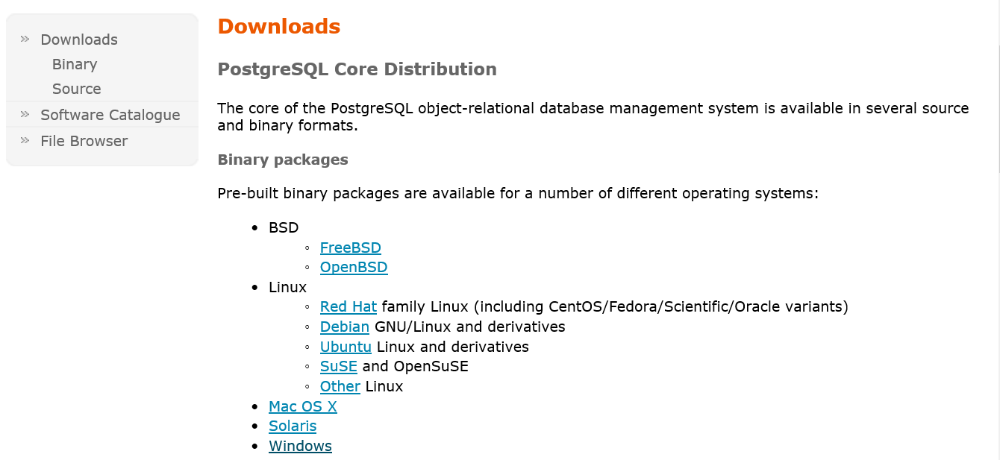 Downloads
Binary
Source
Software Catalogue
File Browser
Downloads
PostgreSQL Core Distribution
The core of the PostgreSQL object-relational database management system is available in several source
and binary formats.
Binary packages
Pre-built binary packages are available for a number of different operating systems:
BSD
FreeBSD
OpenBSD
Linux
Red Hat family Linux (including CentOS/Fedora/Scientific/Oracle variants)
Debian GNU/Linux and derivatives
Ubuntu Linux and derivatives
SuSE and OpenSuSE
Other Linux
Mac OS X
Solaris
Windows